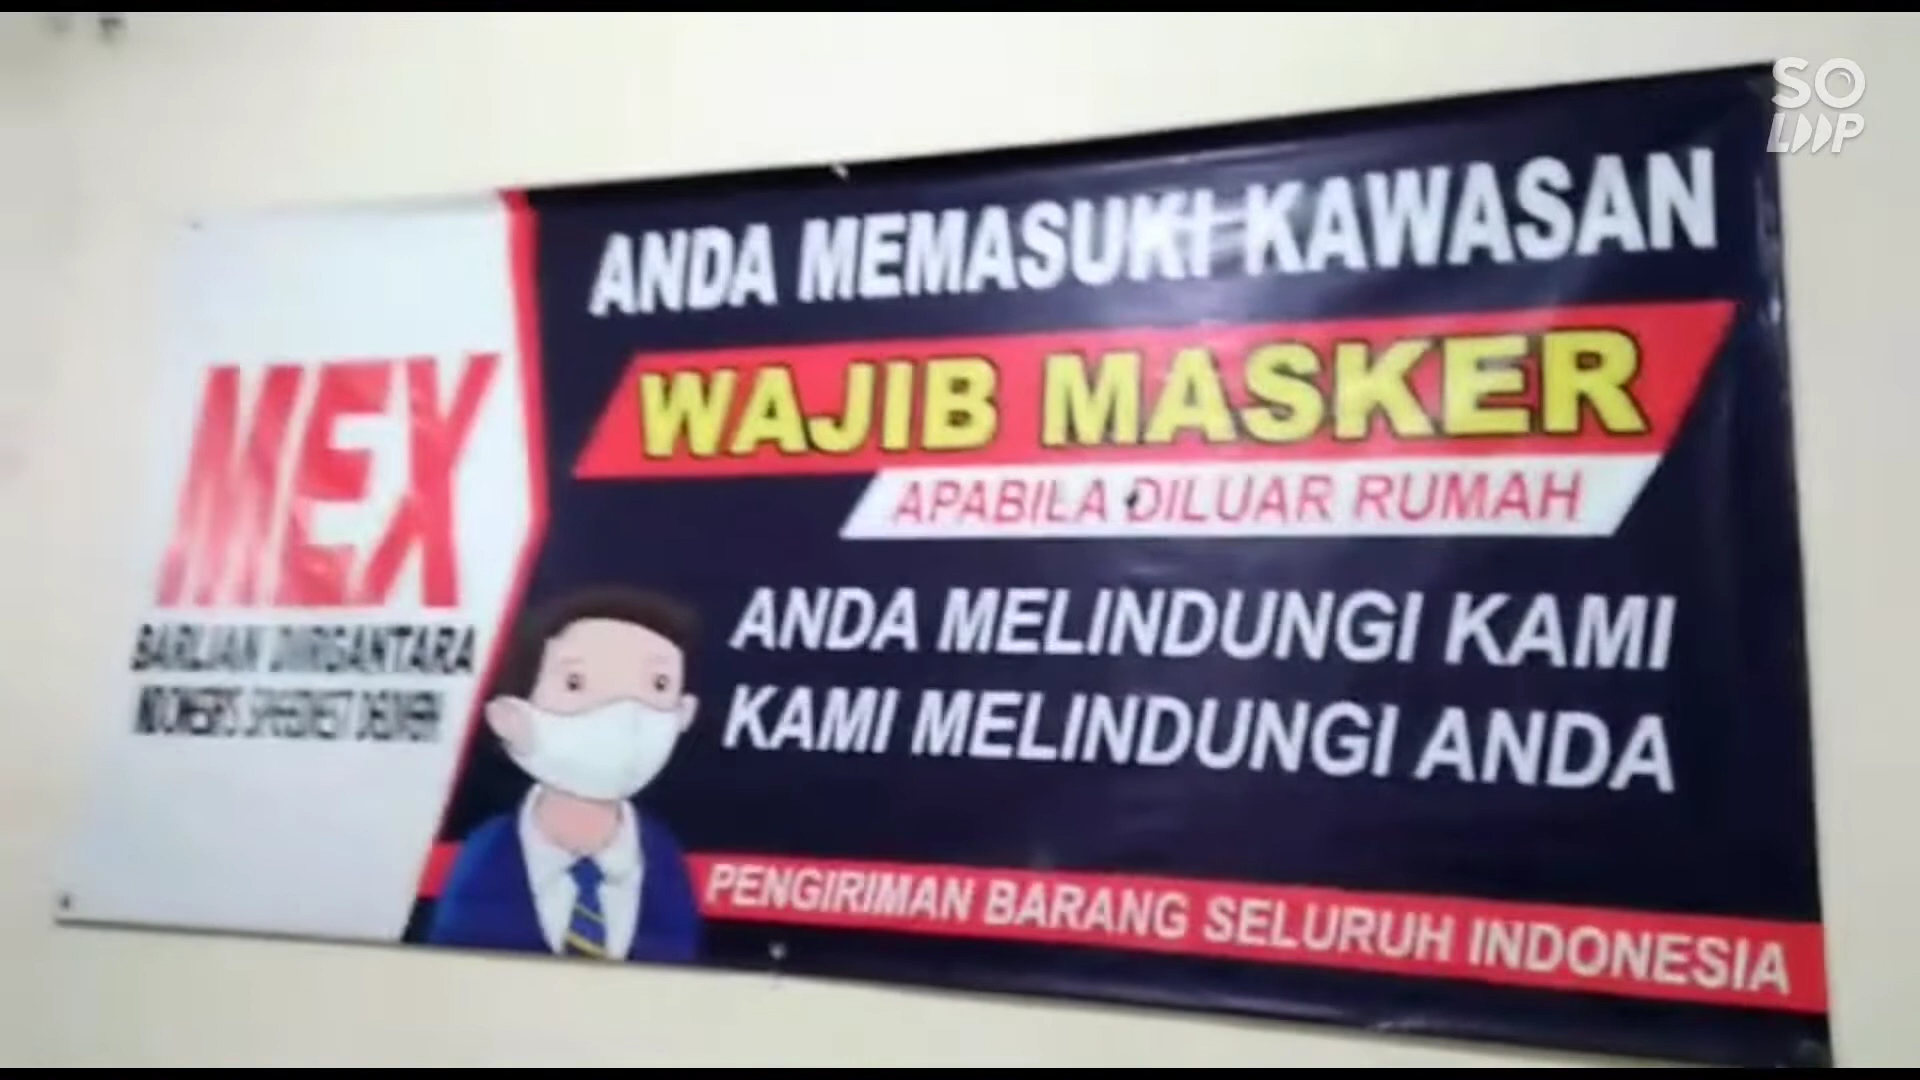 SO
LOOP
ANDA MEMASUKI KAWASAN
WAJIB MASKER
APABILA DILUAR RUMAH
MEX
BARLIAN DIRGANTARA
ANDA MELINDUNGI KAMI
KAMI MELINDUNGI ANDA
PENGIRIMAN BARANG SELURUH INDONESIA